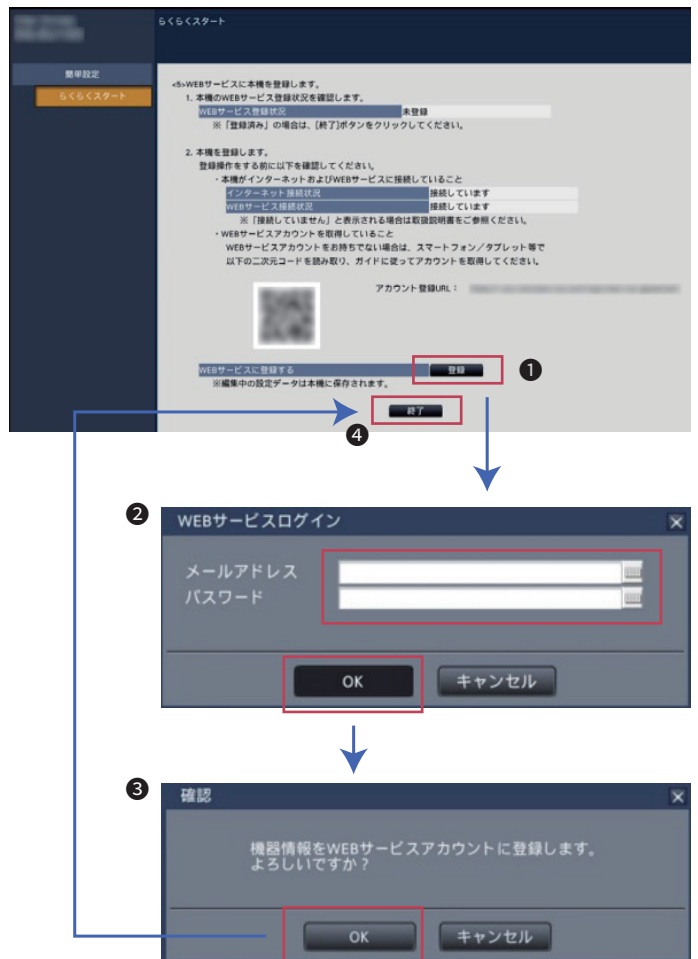 らくらくスタート
簡単設定
らくらくスタート
<5>WEBサービスに本機を登録します。
1. 本機のWEBサービス登録状況を確認します。
WEBサービス登録状況 未登録
※「登録済み」の場合は、[終了]ボタンをクリックしてください。
2. 本機を登録します。
登録操作をする前に以下を確認してください。
・本機がインターネットおよびWEBサービスに接続していること
インターネット接続状況 接続しています
WEBサービス接続状況 接続しています
※「接続していません」と表示される場合は取扱説明書をご参照ください。
・WEBサービスアカウントを取得していること
WEBサービスアカウントをお持ちでない場合は、スマートフォン/タブレット等で
以下の二次元コードを読み取り、ガイドに従ってアカウントを取得してください。
アカウント登録URL:
WEBサービスに登録する 登録 ❶
※編集中の設定データは本機に保存されます。
終了
❹
❷ WEBサービスログイン
メールアドレス
パスワード
OK キャンセル
❸ 確認
機器情報をWEBサービスアカウントに登録します。
よろしいですか?
OK キャンセル